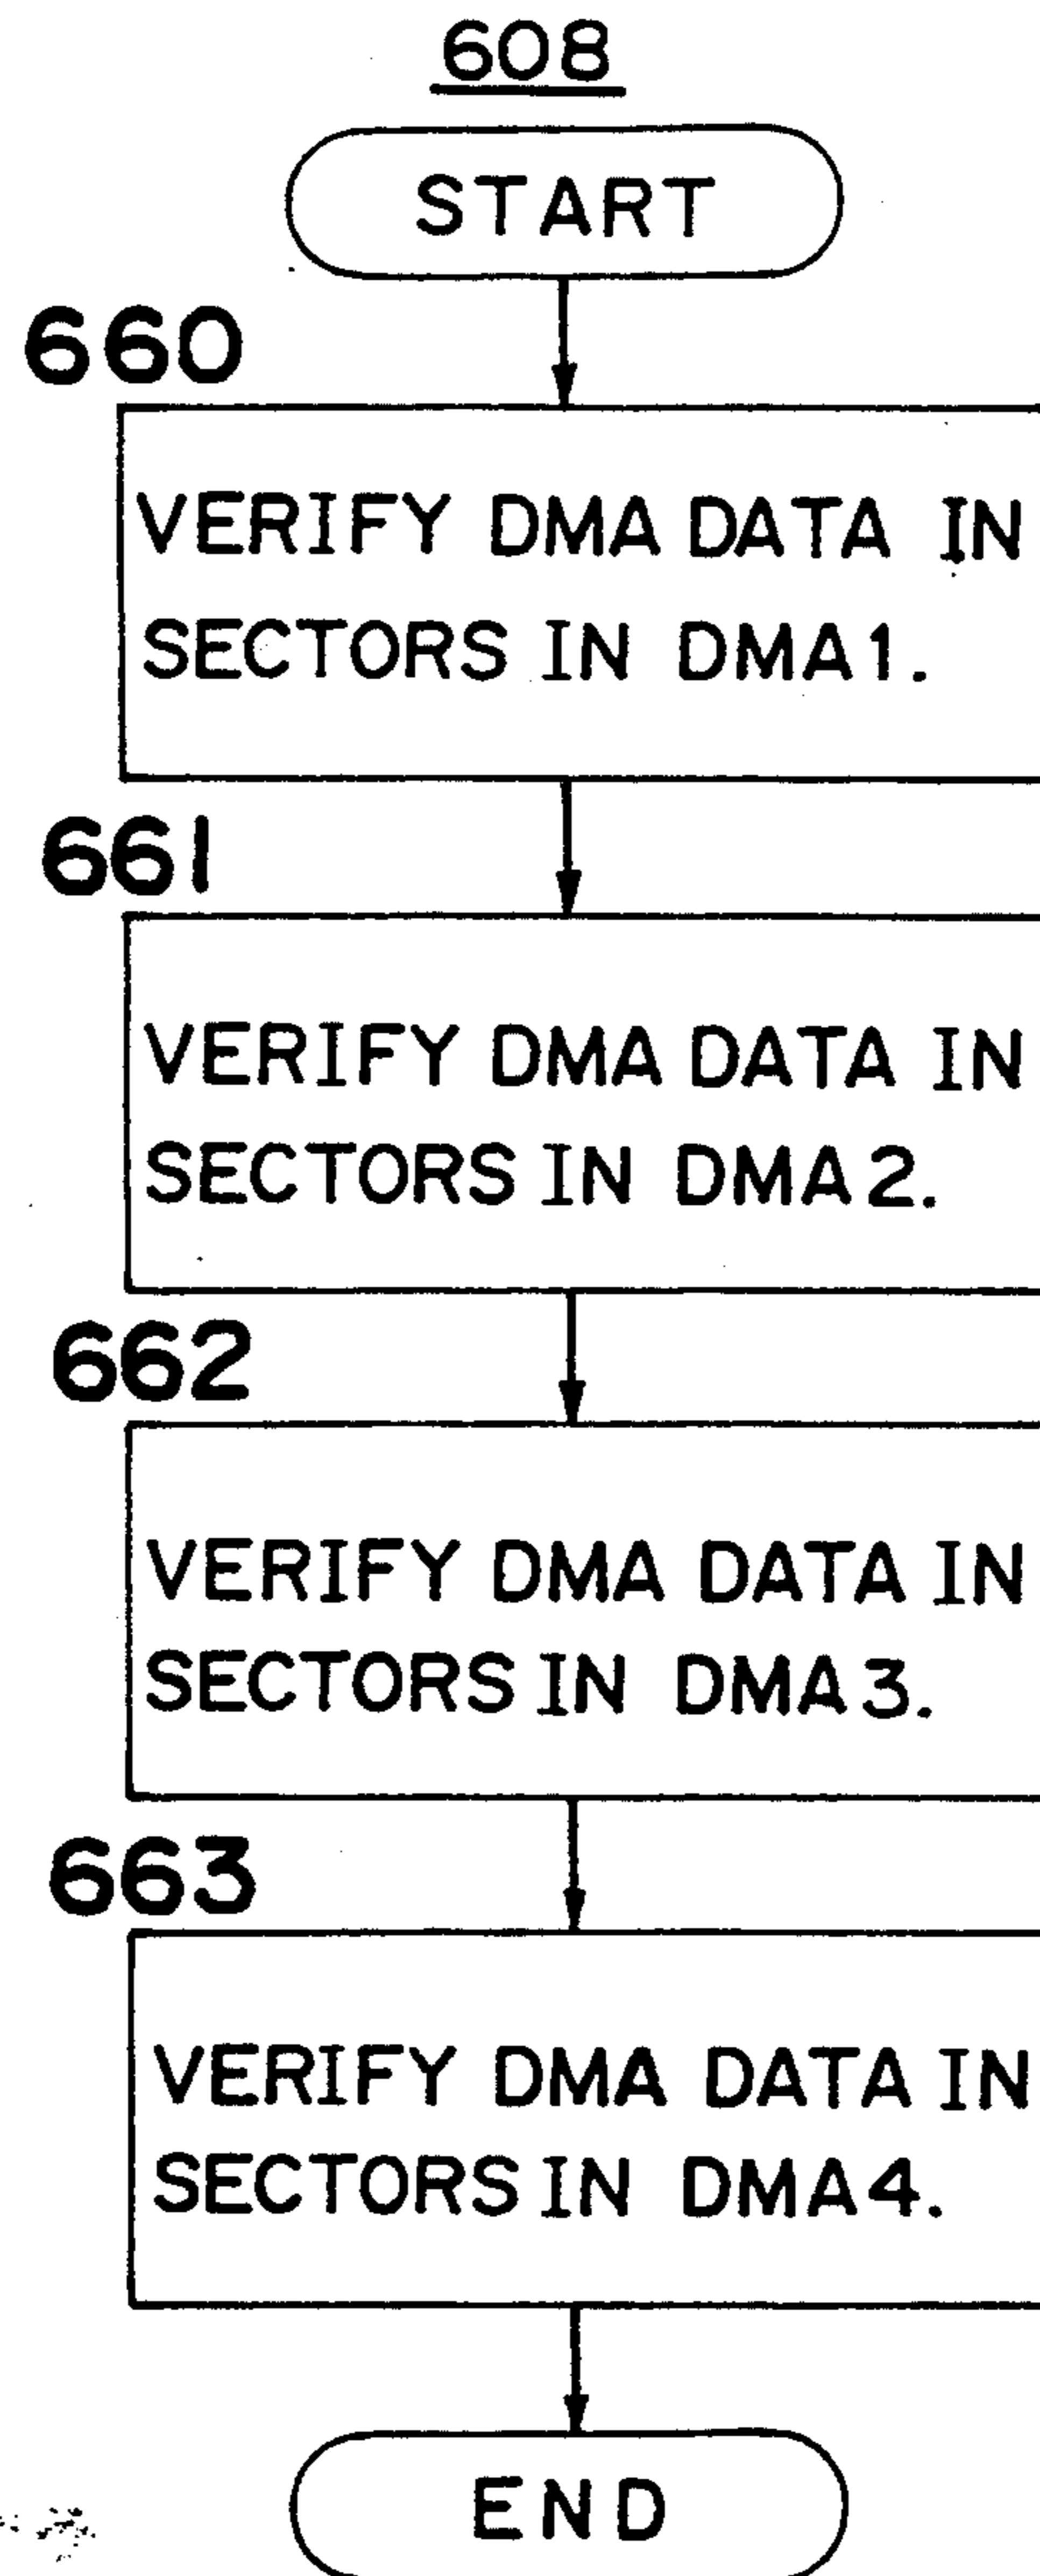 608
START
660
VERIFY DMA DATA IN
SECTORS IN DMA1.
661
VERIFY DMA DATA IN
SECTORS IN DMA2.
662
VERIFY DMA DATA IN
SECTORS IN DMA3.
663
VERIFY DMA DATA IN
SECTORS IN DMA4.
END